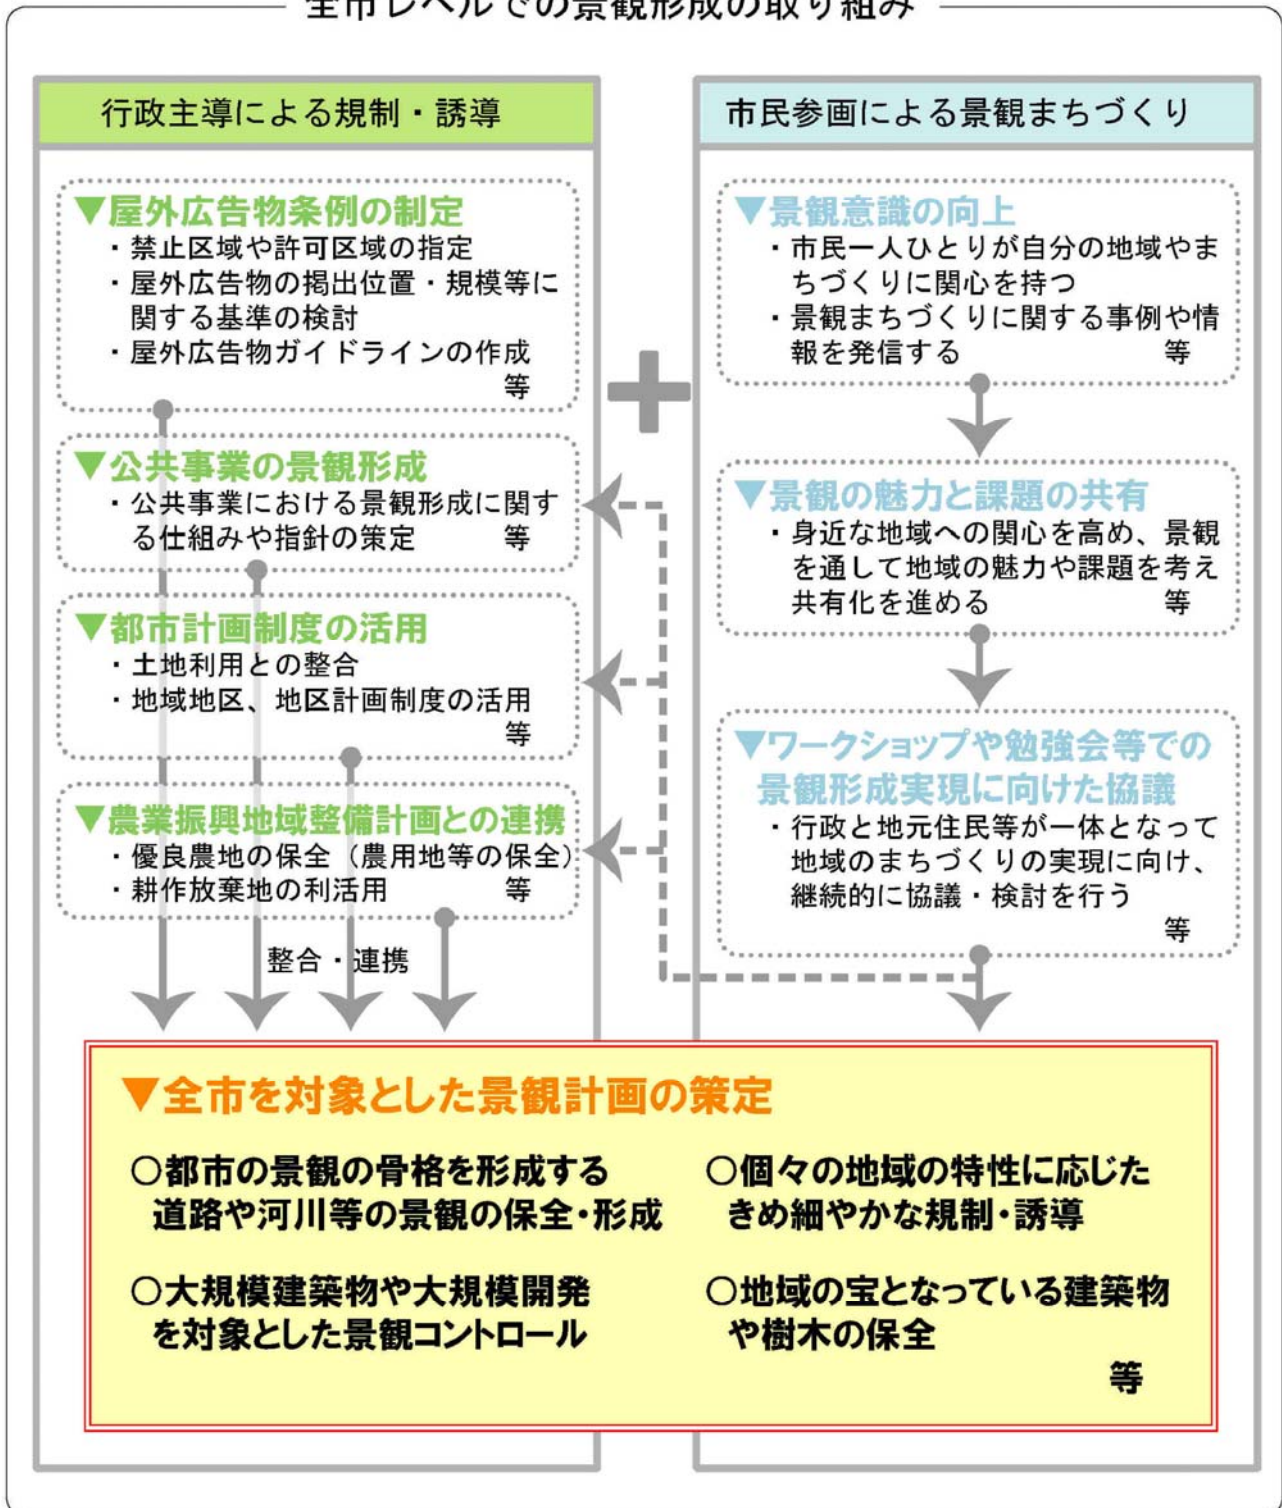 全市レベルでの景観形成の取り組み
行政主導による規制・誘導
▼屋外広告物条例の制定
・禁止区域や許可区域の指定
・屋外広告物の掲出位置・規模等に
関する基準の検討
・屋外広告物ガイドラインの作成
等
▼公共事業の景観形成
・公共事業における景観形成に関す
る仕組みや指針の策定 等
▼都市計画制度の活用
・土地利用との整合
・地域地区、地区計画制度の活用
等
▼農業振興地域整備計画との連携
・優良農地の保全（農用地等の保全）
・耕作放棄地の利活用 等
整合・連携
市民参画による景観まちづくり
▼景観意識の向上
・市民一人ひとりが自分の地域やま
ちづくりに関心を持つ
・景観まちづくりに関する事例や情
報を発信する 等
▼景観の魅力と課題の共有
・身近な地域への関心を高め、景観
を通して地域の魅力や課題を考え
共有化を進める 等
▼ワークショップや勉強会等での
景観形成実現に向けた協議
・行政と地元住民等が一体となって
地域のまちづくりの実現に向け、
継続的に協議・検討を行う
等
▼全市を対象とした景観計画の策定
○都市の景観の骨格を形成する
道路や河川等の景観の保全・形成
○大規模建築物や大規模開発
を対象とした景観コントロール
○個々の地域の特性に応じた
きめ細やかな規制・誘導
○地域の宝となっている建築物
や樹木の保全
等